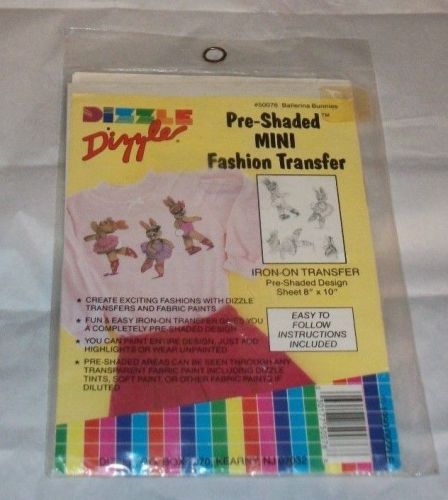 #50076 Ballerina Bunnies
DIZZLE
Dizzle
Pre-Shaded™
MINI
Fashion Transfer
IRON-ON TRANSFER
Pre-Shaded Design
Sheet 8" x 10"
★ CREATE EXCITING FASHIONS WITH DIZZLE
TRANSFERS AND FABRIC PAINTS
★ FUN & EASY IRON-ON TRANSFER GIVES YOU
A COMPLETELY PRE-SHADED DESIGN
★ YOU CAN PAINT ENTIRE DESIGN, JUST ADD
HIGHLIGHTS OR WEAR UNPAINTED
★ PRE-SHADED AREAS CAN BE SEEN THROUGH ANY
TRANSPARENT FABRIC PAINT INCLUDING DIZZLE
TINTS, SOFT PAINT, OR OTHER FABRIC PAINTS IF
DILUTED
EASY TO
FOLLOW
INSTRUCTIONS
INCLUDED
BOX KEARNY, NJ 07032